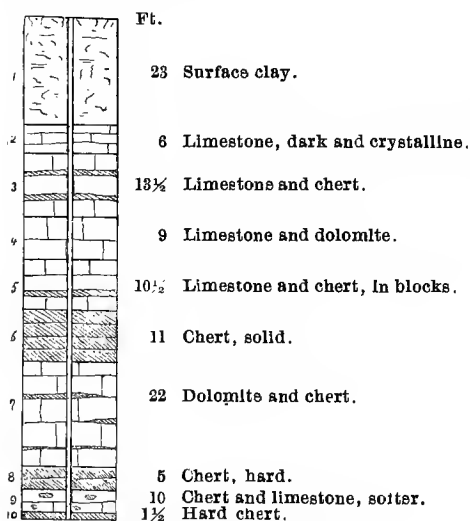 Ft.
1 23 Surface clay.
2 6 Limestone, dark and crystalline.
3 13½ Limestone and chert.
4 9 Limestone and dolomite.
5 10½ Limestone and chert, in blocks.
6 11 Chert, solid.
7 22 Dolomite and chert.
8 5 Chert, hard.
9 10 Chert and limestone, softer.
10 1½ Hard chert.